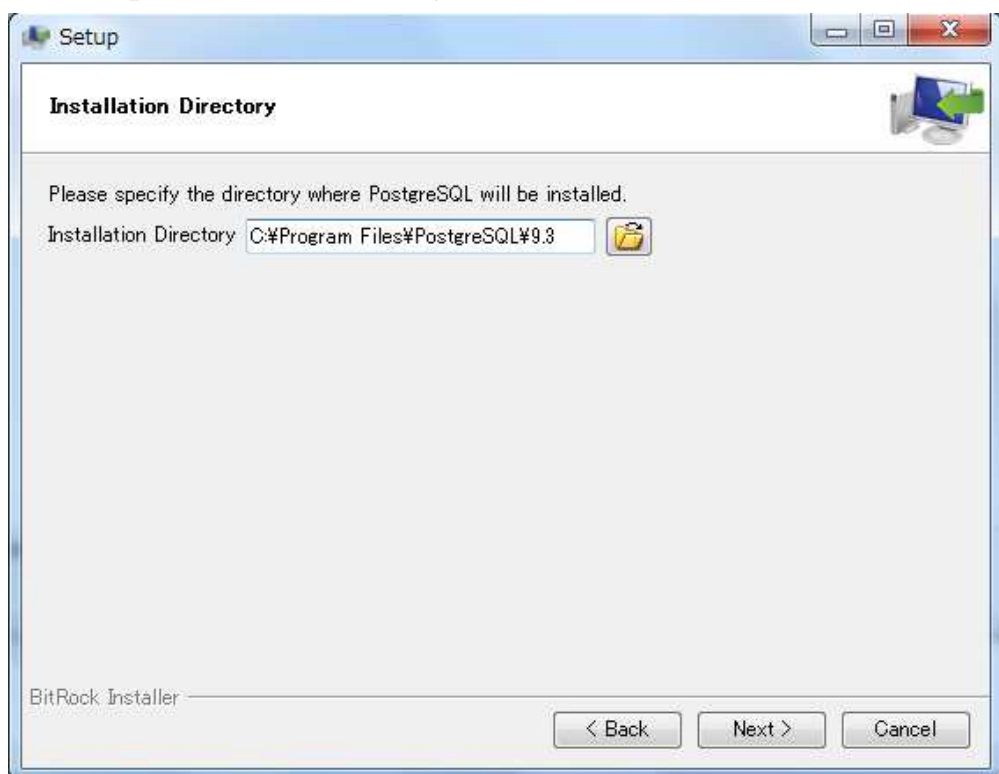 Setup
Installation Directory
Please specify the directory where PostgreSQL will be installed.
Installation Directory C:¥Program Files¥PostgreSQL¥9.3
BitRock Installer
< Back Next > Cancel